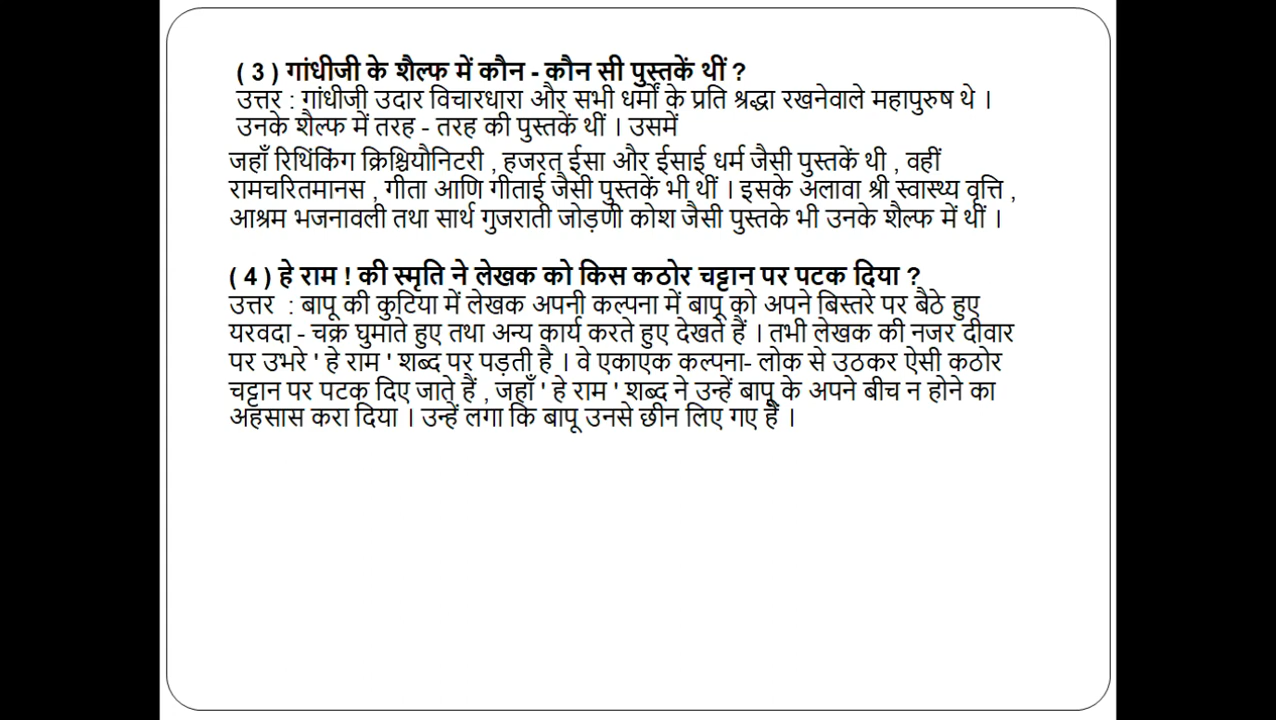 ( 3 ) गांधीजी के शैल्फ में कौन - कौन सी पुस्तकें थीं ?
उत्तर : गांधीजी उदार विचारधारा और सभी धर्मों के प्रति श्रद्धा रखनेवाले महापुरुष थे ।
उनके शैल्फ में तरह - तरह की पुस्तकें थीं । उसमें
जहाँ रिथिंकिंग क्रिश्चियौनिटरी , हजरत् ईसा और ईसाई धर्म जैसी पुस्तकें थी , वहीं
रामचरितमानस , गीता आणि गीताई जैसी पुस्तकें भी थीं । इसके अलावा श्री स्वास्थ्य वृत्ति ,
आश्रम भजनावली तथा सार्थ गुजराती जोड़णी कोश जैसी पुस्तके भी उनके शैल्फ में थीं ।
( 4 ) हे राम ! की स्मृति ने लेखक को किस कठोर चट्टान पर पटक दिया ?
उत्तर : बापू की कुटिया में लेखक अपनी कल्पना में बापू को अपने बिस्तरे पर बैठे हुए
यरवदा - चक्र घुमाते हुए तथा अन्य कार्य करते हुए देखते हैं । तभी लेखक की नजर दीवार
पर उभरे ' हे राम ' शब्द पर पड़ती है । वे एकाएक कल्पना- लोक से उठकर ऐसी कठोर
चट्टान पर पटक दिए जाते हैं , जहाँ ' हे राम ' शब्द ने उन्हें बापू के अपने बीच न होने का
अहसास करा दिया । उन्हें लगा कि बापू उनसे छीन लिए गए हैं ।